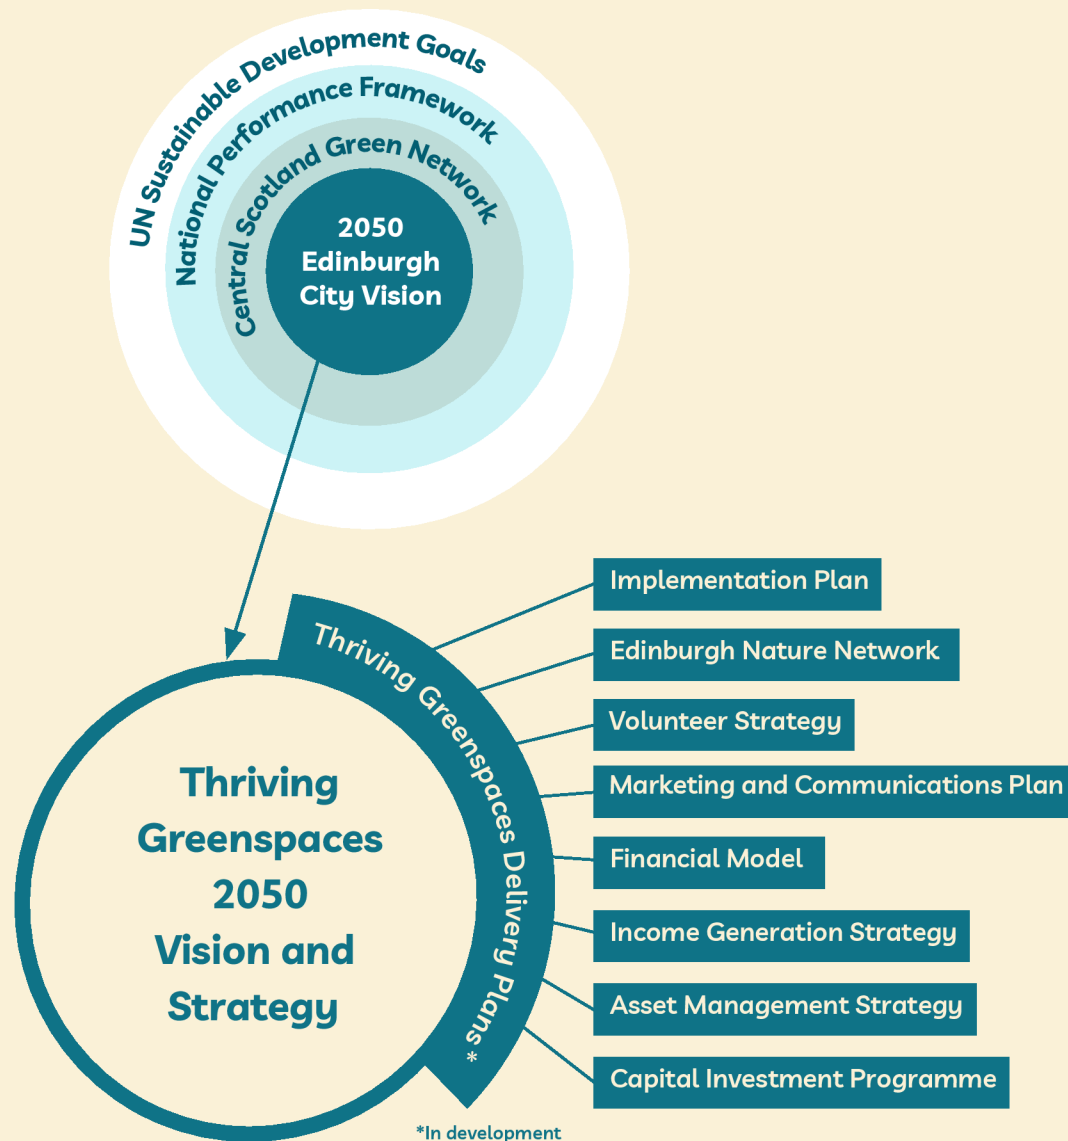 UN Sustainable Development Goals
National Performance Framework
Central Scotland Green Network
2050
Edinburgh
City Vision
Thriving
Greenspaces
2050
Vision and
Strategy
Thriving Greenspaces Delivery Plans*
Implementation Plan
Edinburgh Nature Network
Volunteer Strategy
Marketing and Communications Plan
Financial Model
Income Generation Strategy
Asset Management Strategy
Capital Investment Programme
*In development